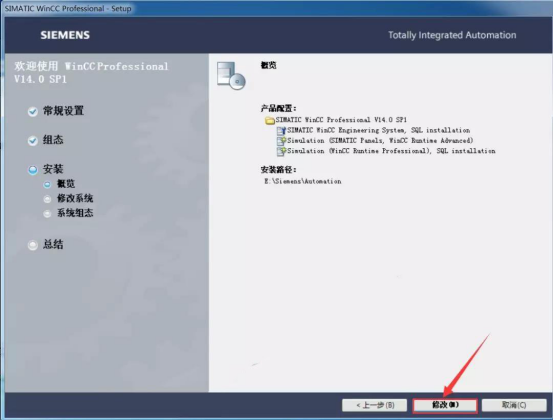 SIMATIC WinCC Professional - Setup
SIEMENS
Totally Integrated Automation
欢迎使用 WinCC Professional
V14.0 SP1
常规设置
组态
安装
概览
修改系统
系统组态
总结
概览
产品配置:
SIMATIC WinCC Professional V14.0 SP1
SIMATIC WinCC Engineering System, SQL installation
Simulation (SIMATIC Panels, WinCC Runtime Advanced)
Simulation (WinCC Runtime Professional), SQL installation
安装路径:
E:\Siemens\Automation
<上一步(B)
修改(M)
取消(C)